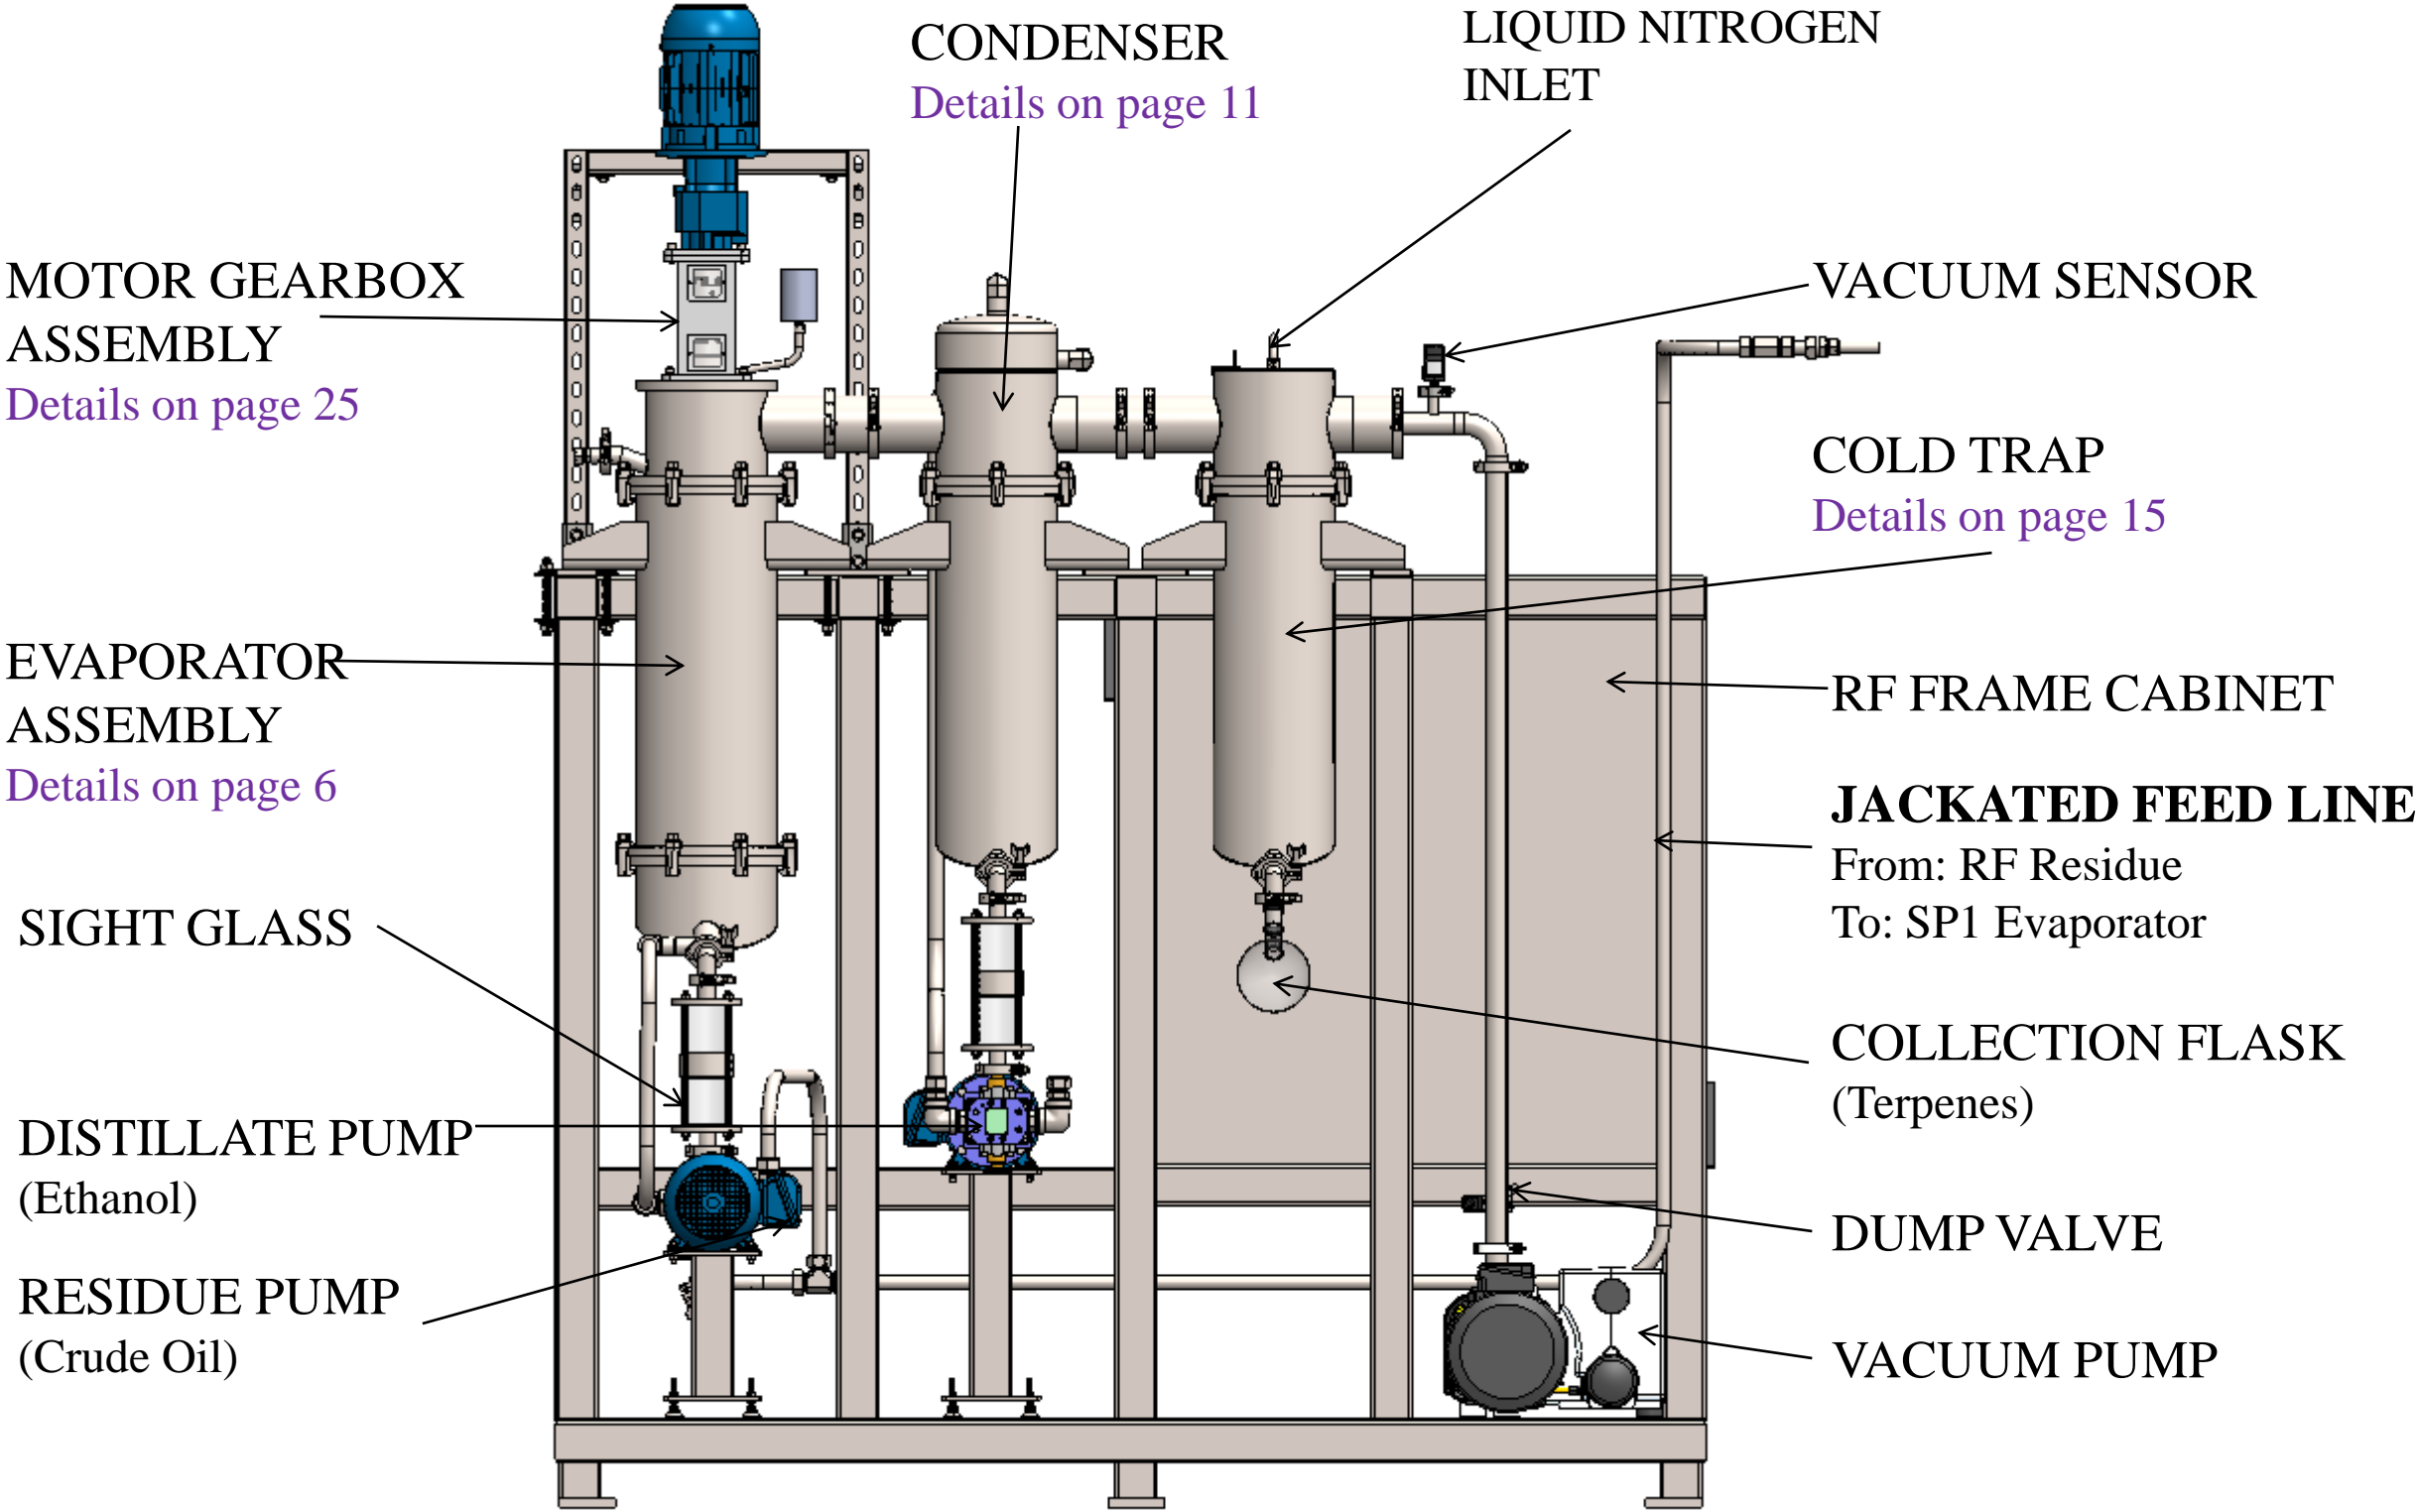 CONDENSER
Details on page 11
LIQUID NITROGEN
INLET
MOTOR GEARBOX
ASSEMBLY
Details on page 25
VACUUM SENSOR
COLD TRAP
Details on page 15
EVAPORATOR
ASSEMBLY
Details on page 6
RF FRAME CABINET
JACKATED FEED LINE
From: RF Residue
To: SP1 Evaporator
SIGHT GLASS
COLLECTION FLASK
(Terpenes)
DISTILLATE PUMP
(Ethanol)
DUMP VALVE
RESIDUE PUMP
(Crude Oil)
VACUUM PUMP